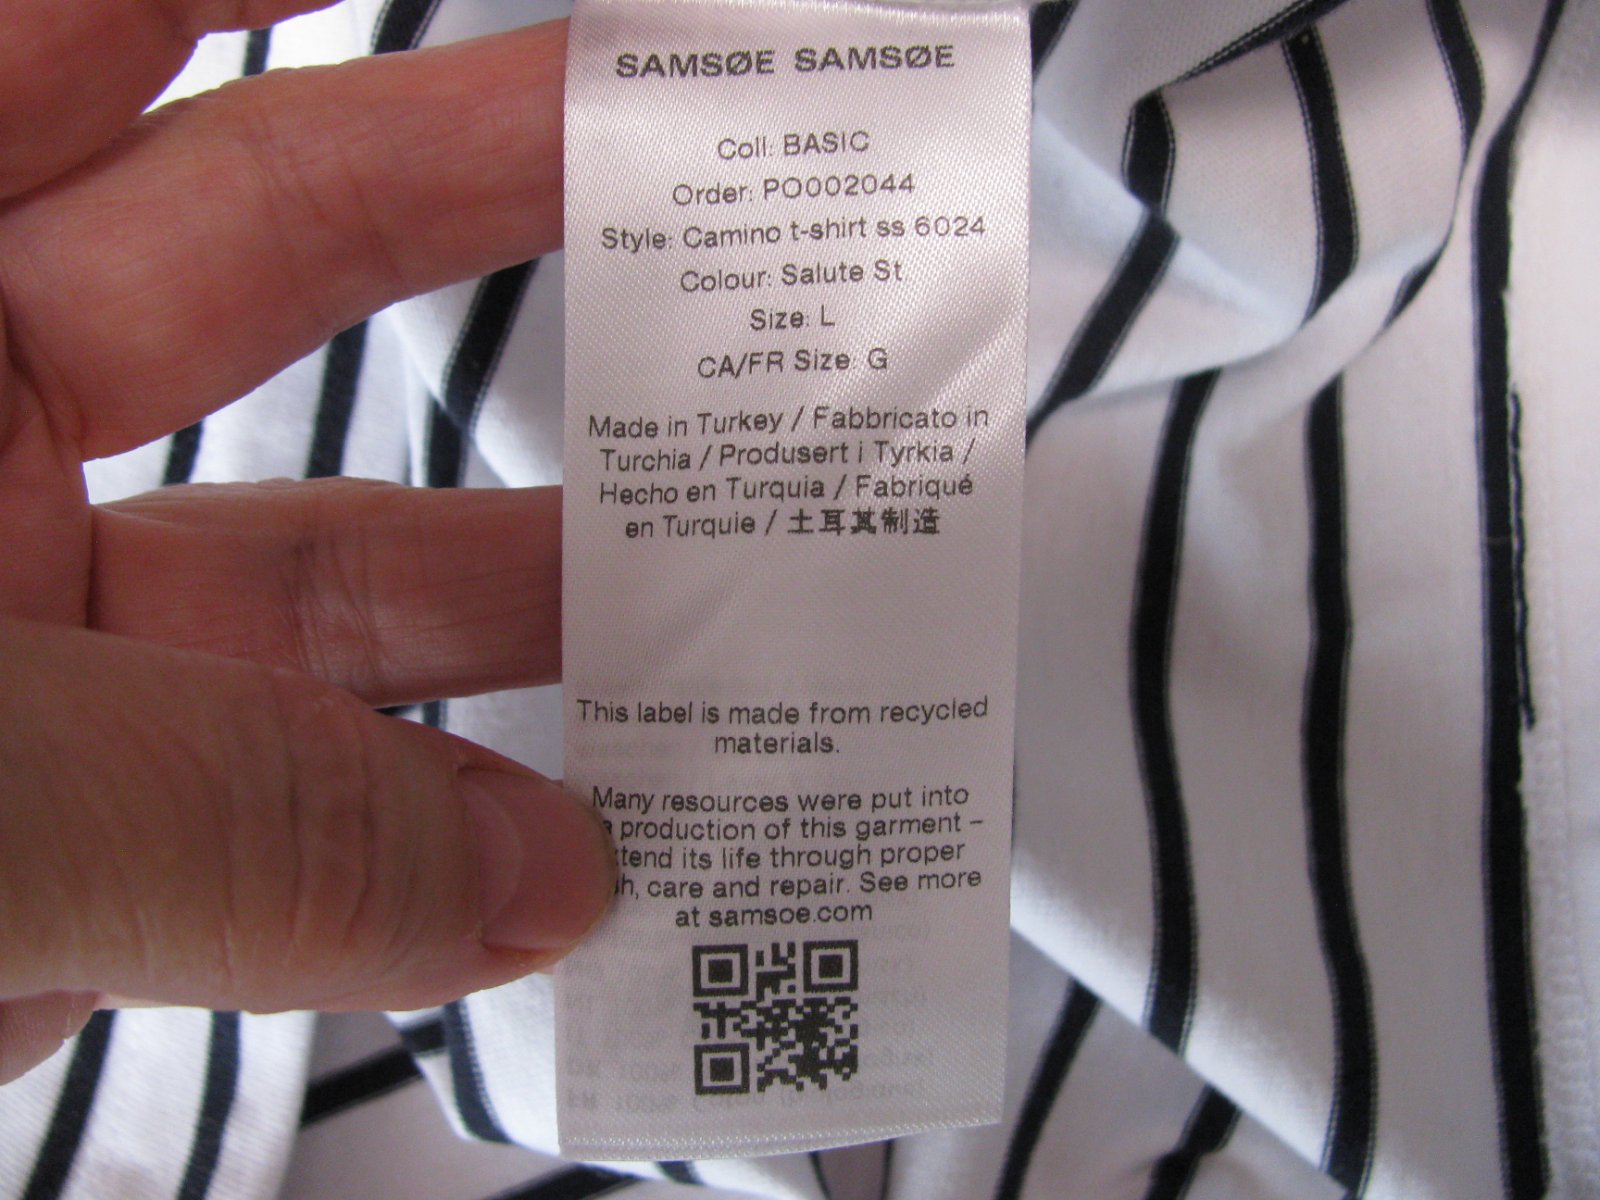 SAMSØE SAMSØE
Coll: BASIC
Order: PO002044
Style: Camino t-shirt ss 6024
Colour: Salute St
Size: L
CA/FR Size: G
Made in Turkey / Fabbricato in
Turchia / Produsert i Tyrkia /
Hecho en Turquia / Fabriqué
en Turquie / 土耳其制造
This label is made from recycled
materials.
Many resources were put into
production of this garment –
its life through proper
care and repair. See more
at samsoe.com